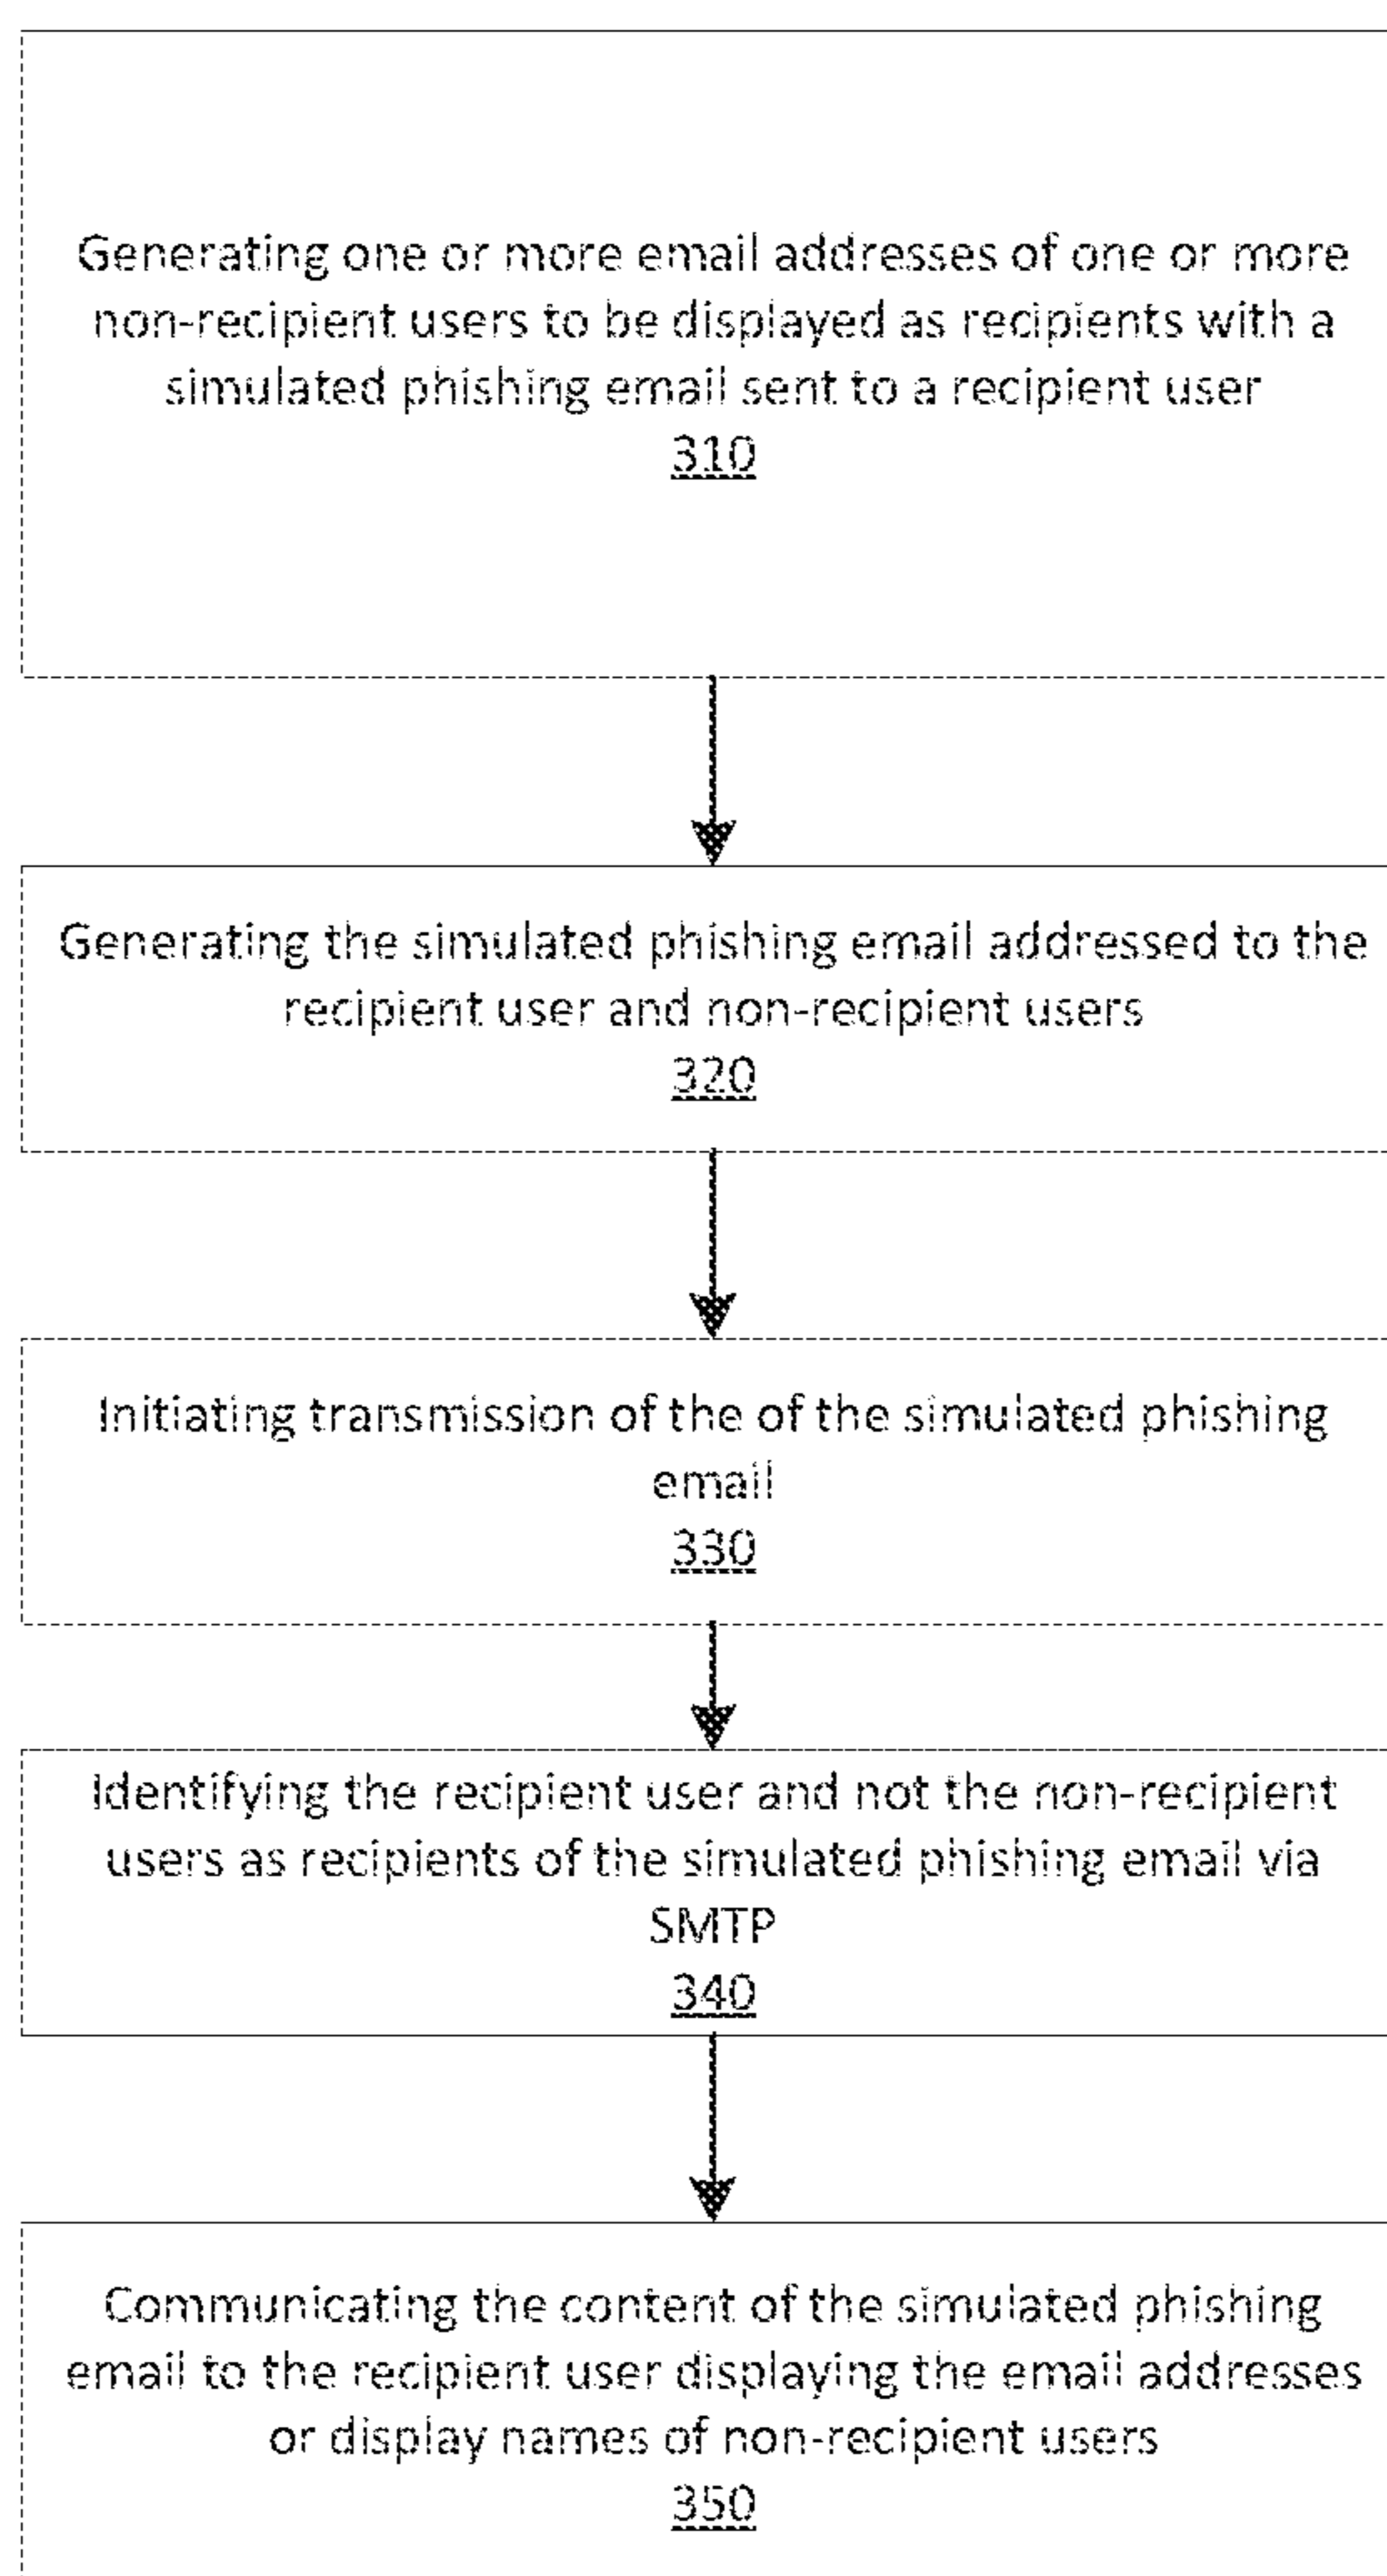 Generating one or more email addresses of one or more
non-recipient users to be displayed as recipients with a
simulated phishing email sent to a recipient user
310
Generating the simulated phishing email addressed to the
recipient user and non-recipient users
320
Initiating transmission of the of the simulated phishing
email
330
Identifying the recipient user and not the non-recipient
users as recipients of the simulated phishing email via
SMTP
340
Communicating the content of the simulated phishing
email to the recipient user displaying the email addresses
or display names of non-recipient users
350